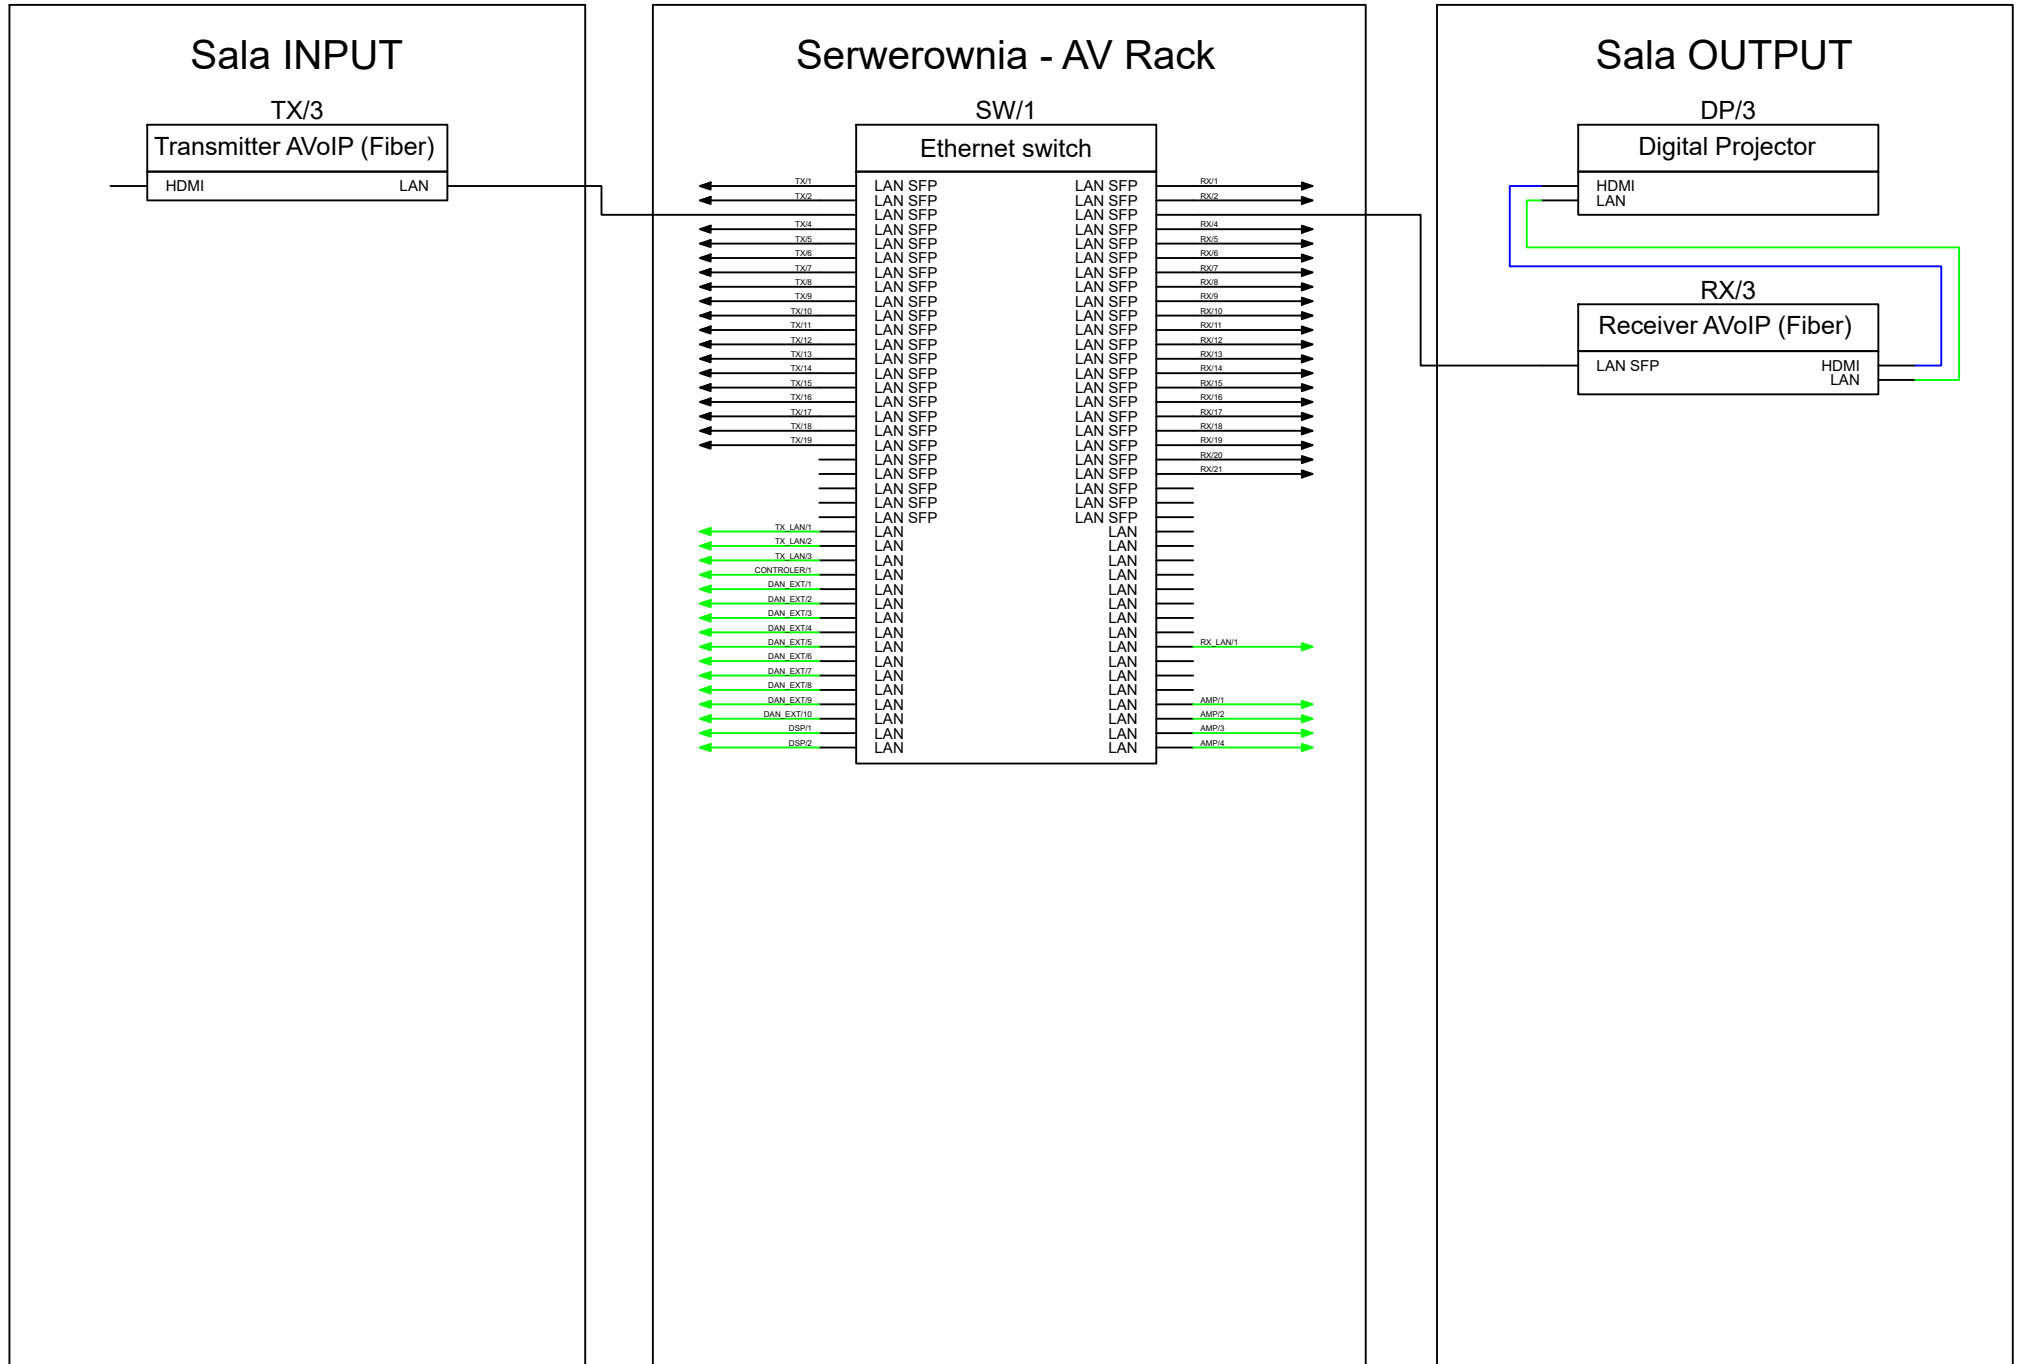 Sala INPUT
TX/3
Transmitter AVoIP (Fiber)
HDMI LAN
Serwerownia - AV Rack
SW/1
Ethernet switch
TX/1 LAN SFP LAN SFP RX/1
TX/2 LAN SFP LAN SFP RX/2
LAN SFP LAN SFP
TX/4 LAN SFP LAN SFP RX/4
TX/5 LAN SFP LAN SFP RX/5
TX/6 LAN SFP LAN SFP RX/6
TX/7 LAN SFP LAN SFP RX/7
TX/8 LAN SFP LAN SFP RX/8
TX/9 LAN SFP LAN SFP RX/9
TX/10 LAN SFP LAN SFP RX/10
TX/11 LAN SFP LAN SFP RX/11
TX/12 LAN SFP LAN SFP RX/12
TX/13 LAN SFP LAN SFP RX/13
TX/14 LAN SFP LAN SFP RX/14
TX/15 LAN SFP LAN SFP RX/15
TX/16 LAN SFP LAN SFP RX/16
TX/17 LAN SFP LAN SFP RX/17
TX/18 LAN SFP LAN SFP RX/18
TX/19 LAN SFP LAN SFP RX/19
LAN SFP LAN SFP RX/20
LAN SFP LAN SFP RX/21
LAN SFP LAN SFP
LAN SFP LAN SFP
LAN SFP LAN SFP
TX_LAN/1 LAN LAN
TX_LAN/2 LAN LAN
TX_LAN/3 LAN LAN
CONTROLER/1 LAN LAN
DAN_EXT/1 LAN LAN
DAN_EXT/2 LAN LAN
DAN_EXT/3 LAN LAN
DAN_EXT/4 LAN LAN
DAN_EXT/5 LAN LAN RX_LAN/1
DAN_EXT/6 LAN LAN
DAN_EXT/7 LAN LAN
DAN_EXT/8 LAN LAN
DAN_EXT/9 LAN LAN AMP/1
DAN_EXT/10 LAN LAN AMP/2
DSP/1 LAN LAN AMP/3
DSP/2 LAN LAN AMP/4
Sala OUTPUT
DP/3
Digital Projector
HDMI
LAN
RX/3
Receiver AVoIP (Fiber)
LAN SFP HDMI
LAN